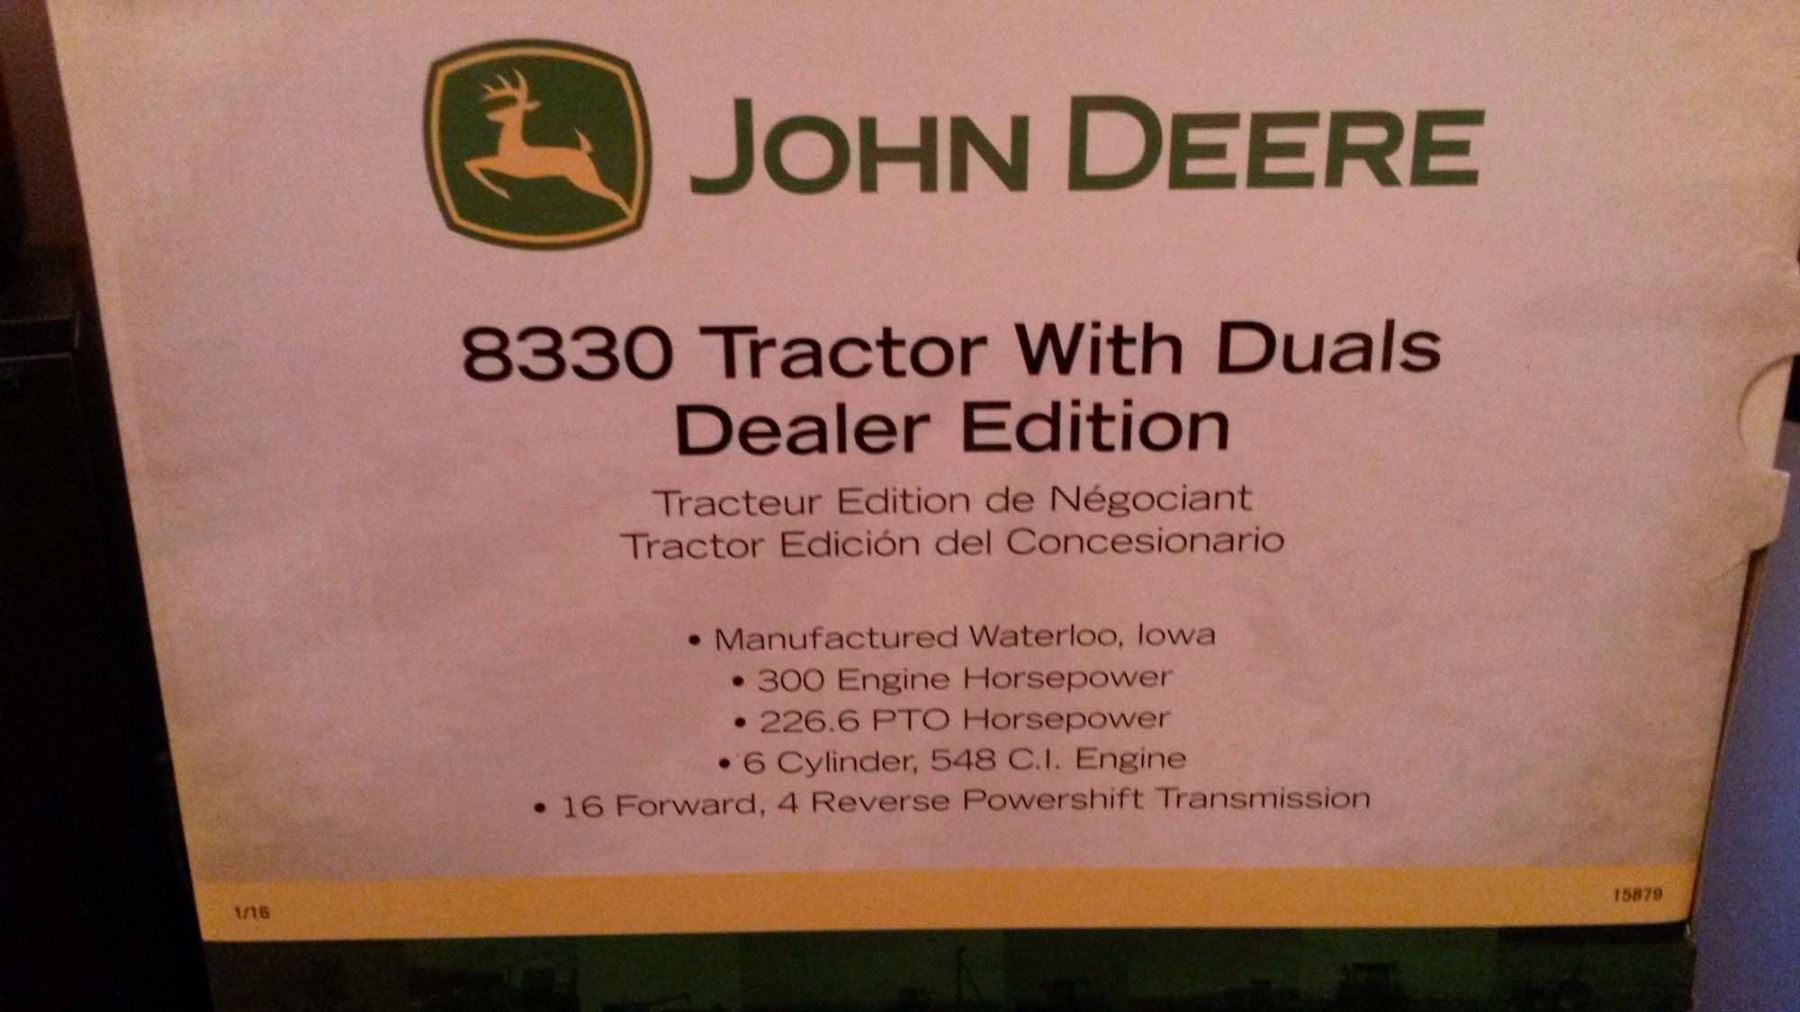 JOHN DEERE
8330 Tractor With Duals
Dealer Edition
Tracteur Edition de Négociant
Tractor Edición del Concesionario
• Manufactured Waterloo, Iowa
• 300 Engine Horsepower
• 226.6 PTO Horsepower
• 6 Cylinder, 548 C.I. Engine
• 16 Forward, 4 Reverse Powershift Transmission
1/16
15879